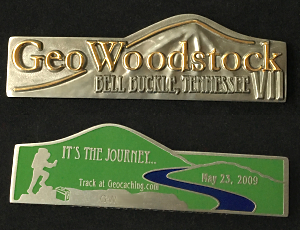 GeoWoodstock
BELL BUCKLE, TENNESSEE VII
IT'S THE JOURNEY...
May 23, 2009
Track at Geocaching.com